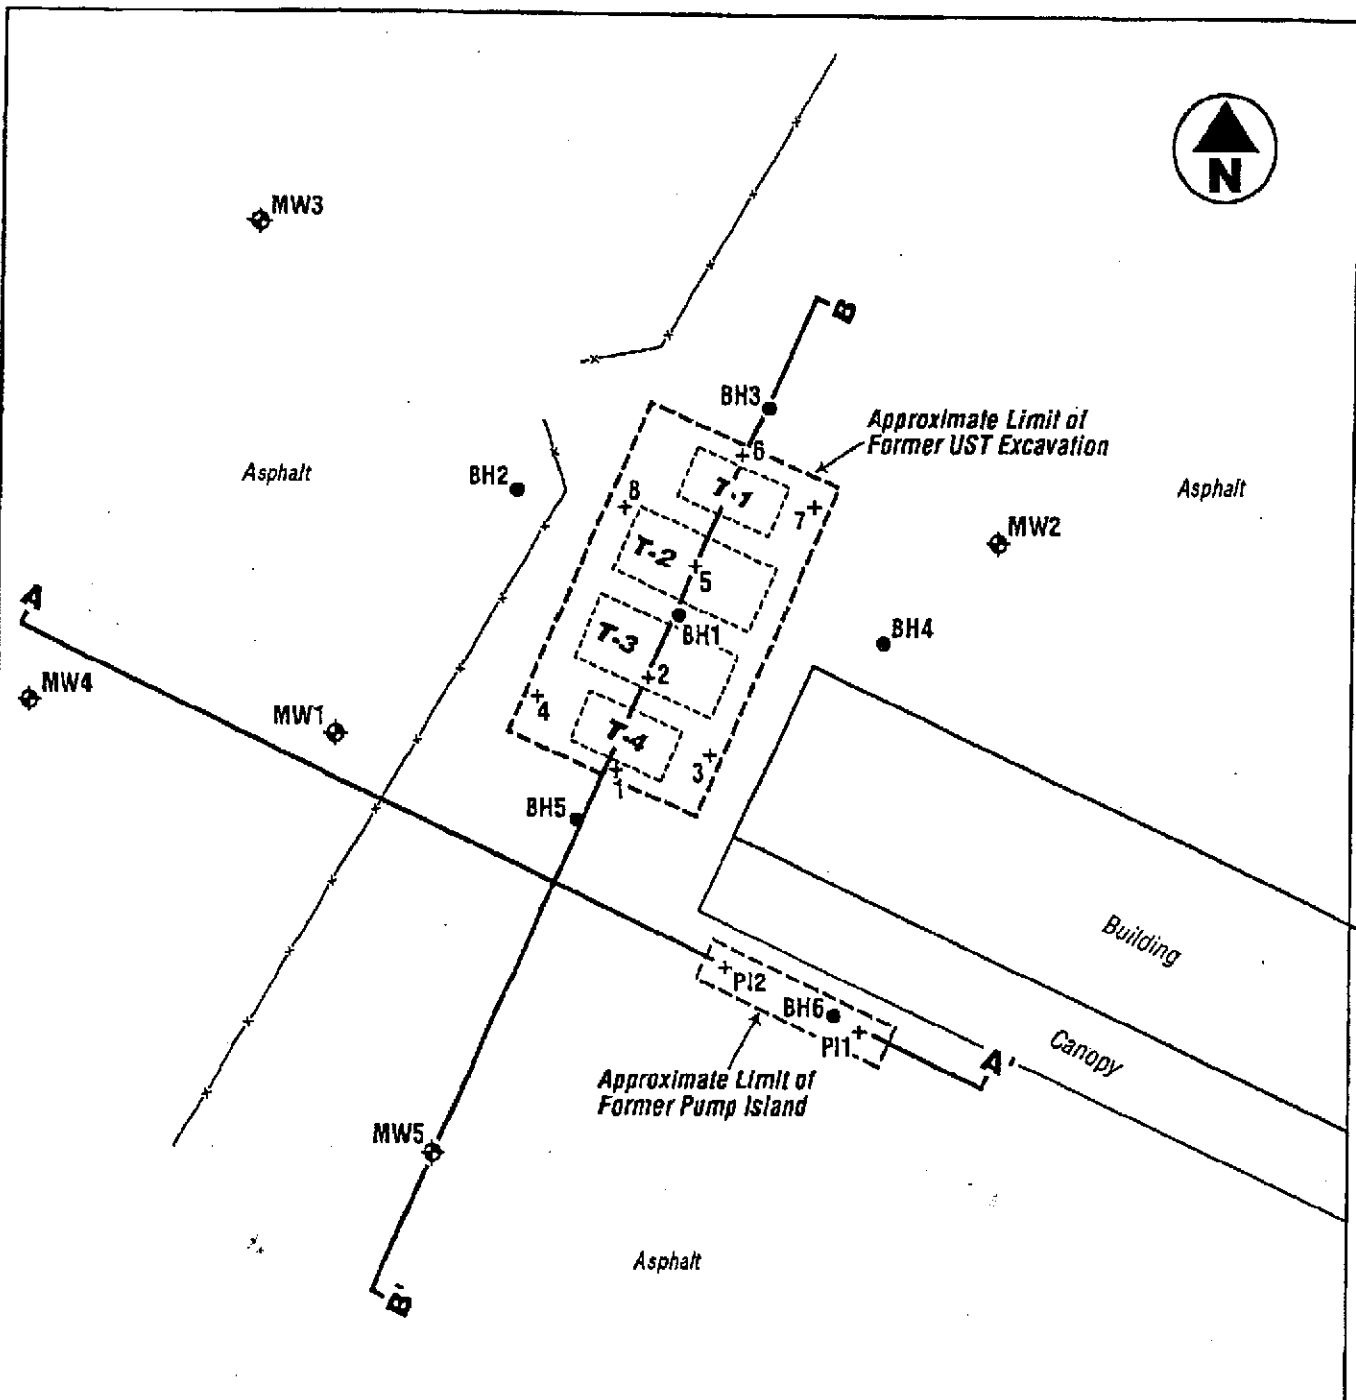 N
MW3
B
BH3
Approximate Limit of
Former UST Excavation
6
Asphalt
BH2
T-1
Asphalt
8
7
MW2
T-2
5
A
BH1
BH4
T-3
2
MW4
4
MW1
T-4
3
1
BH5
Building
PI2
BH6
PI1
Canopy
A'
Approximate Limit of
Former Pump Island
MW5
Asphalt
B'